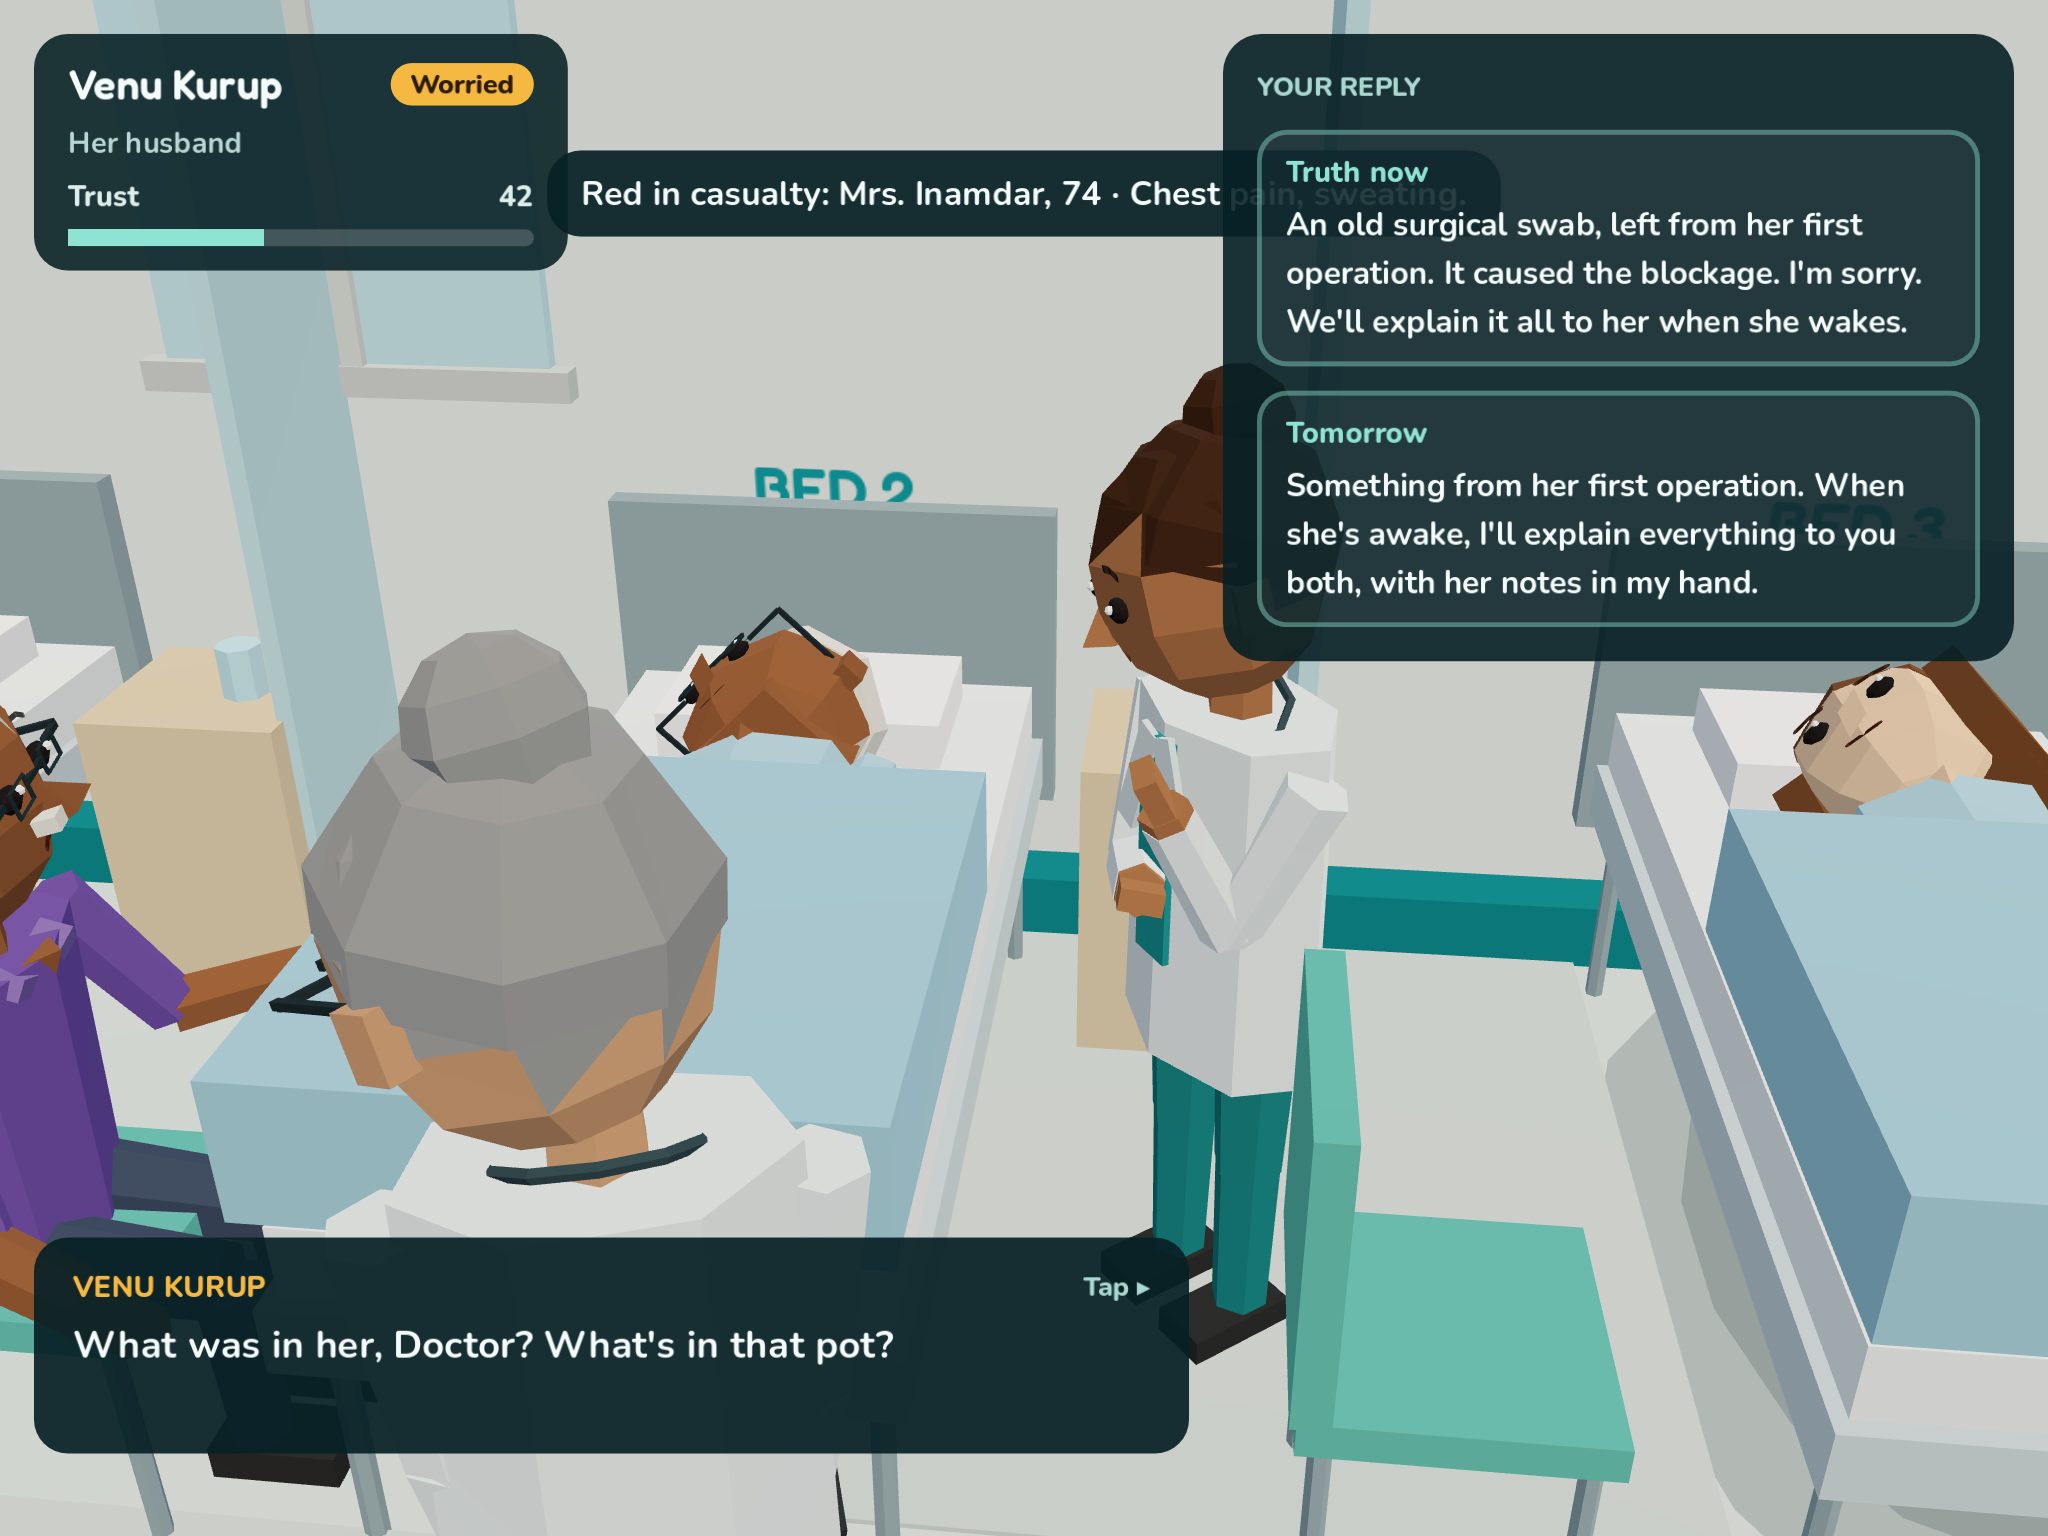 Venu Kurup
Worried
Her husband
Trust
42
Red in casualty: Mrs. Inamdar, 74 · Chest pain, sweating.
YOUR REPLY
Truth now
An old surgical swab, left from her first
operation. It caused the blockage. I'm sorry.
We'll explain it all to her when she wakes.
Tomorrow
Something from her first operation. When
she's awake, I'll explain everything to you
both, with her notes in my hand.
BED 2
BED 3
VENU KURUP
Tap ▸
What was in her, Doctor? What's in that pot?